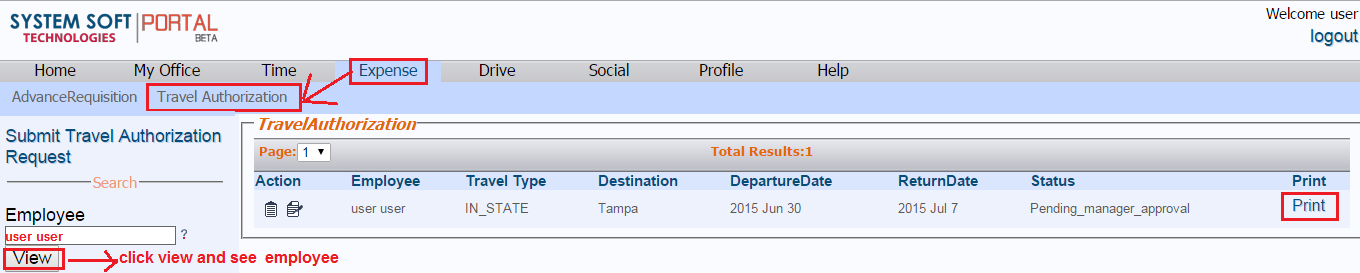 SYSTEM SOFT TECHNOLOGIES PORTAL BETA
Welcome user
logout
Home My Office Time Expense Drive Social Profile Help
AdvanceRequisition Travel Authorization
Submit Travel Authorization
Request
Search
Employee
user user ?
View click view and see employee
TravelAuthorization
Page: 1 Total Results:1
Action Employee Travel Type Destination DepartureDate ReturnDate Status Print
user user IN_STATE Tampa 2015 Jun 30 2015 Jul 7 Pending_manager_approval Print